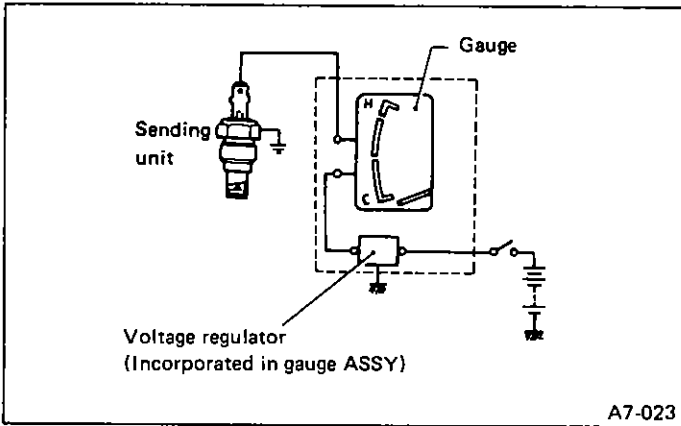 Gauge
H
Sending
unit
C
Voltage regulator
(Incorporated in gauge ASSY)
A7-023